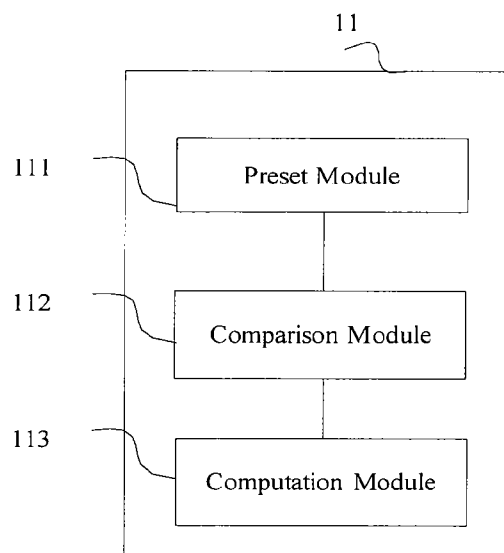 11
111
Preset Module
112
Comparison Module
113
Computation Module